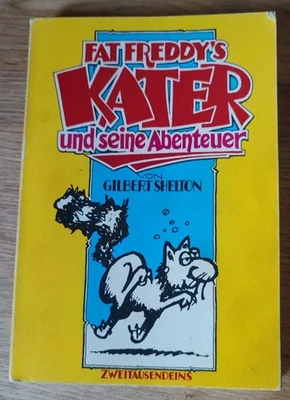 FAT FREDDY'S
KATER
und seine Abenteuer
VON
GILBERT SHELTON
ZWEITAUSENDEINS